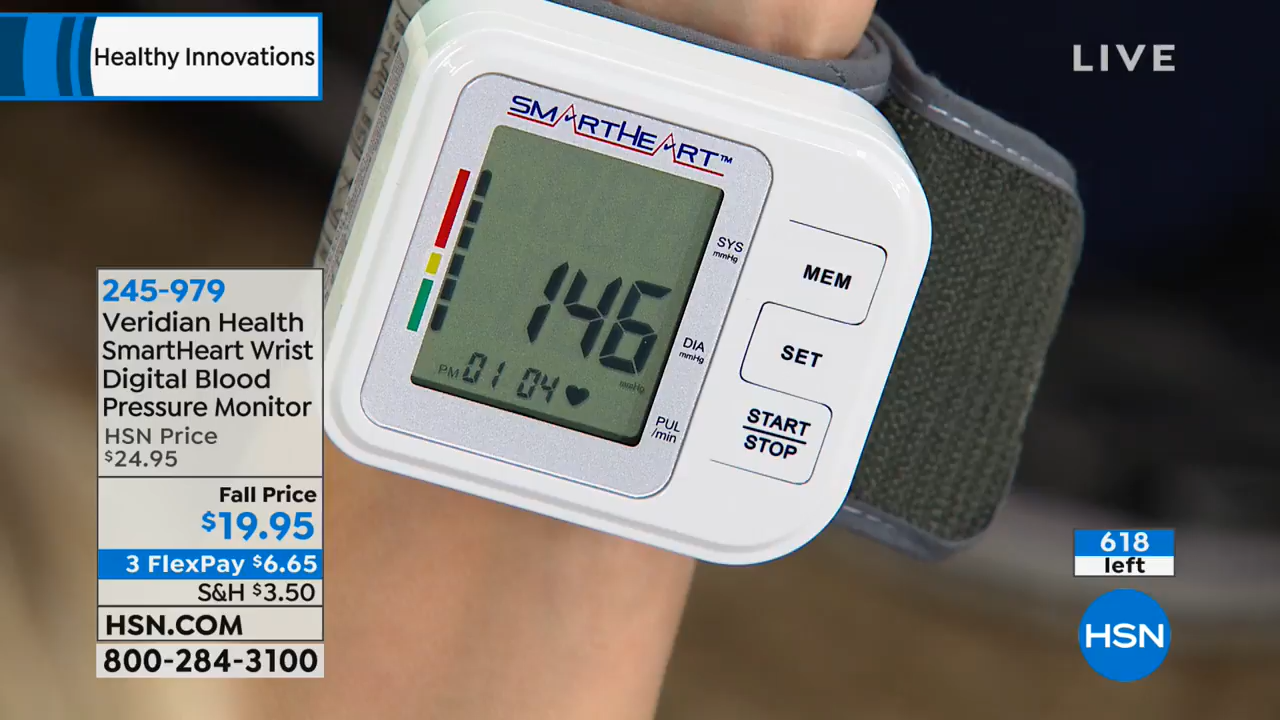 Healthy Innovations
LIVE
SMARTHEART™
SYS
mmHg
DIA
mmHg
PUL
/min
146
mmHg
PM 01 04
MEM
SET
START
STOP
245-979
Veridian Health
SmartHeart Wrist
Digital Blood
Pressure Monitor
HSN Price
$24.95
Fall Price
$19.95
3 FlexPay $6.65
S&H $3.50
HSN.COM
800-284-3100
618
left
HSN